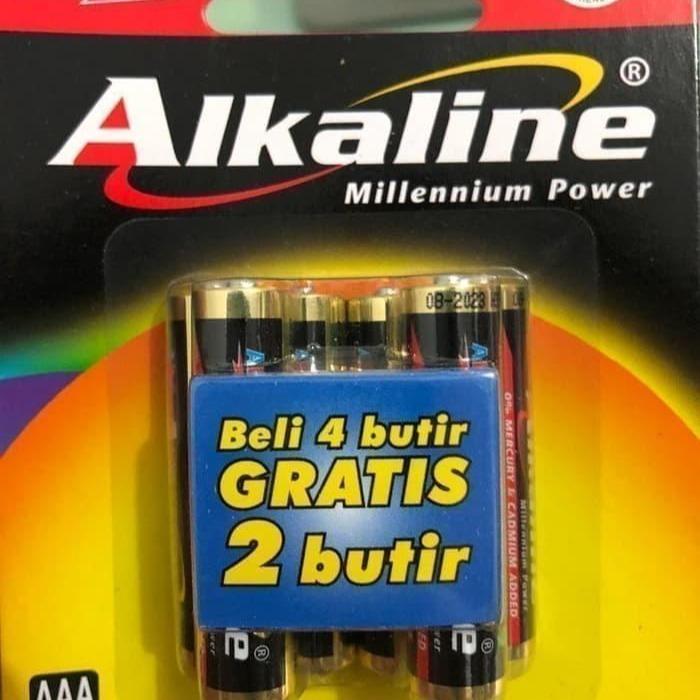 Alkaline®
Millennium Power
08-2023
Beli 4 butir
GRATIS
2 butir
0% MERCURY & CADMIUM ADDED
Millennium Power
AAA